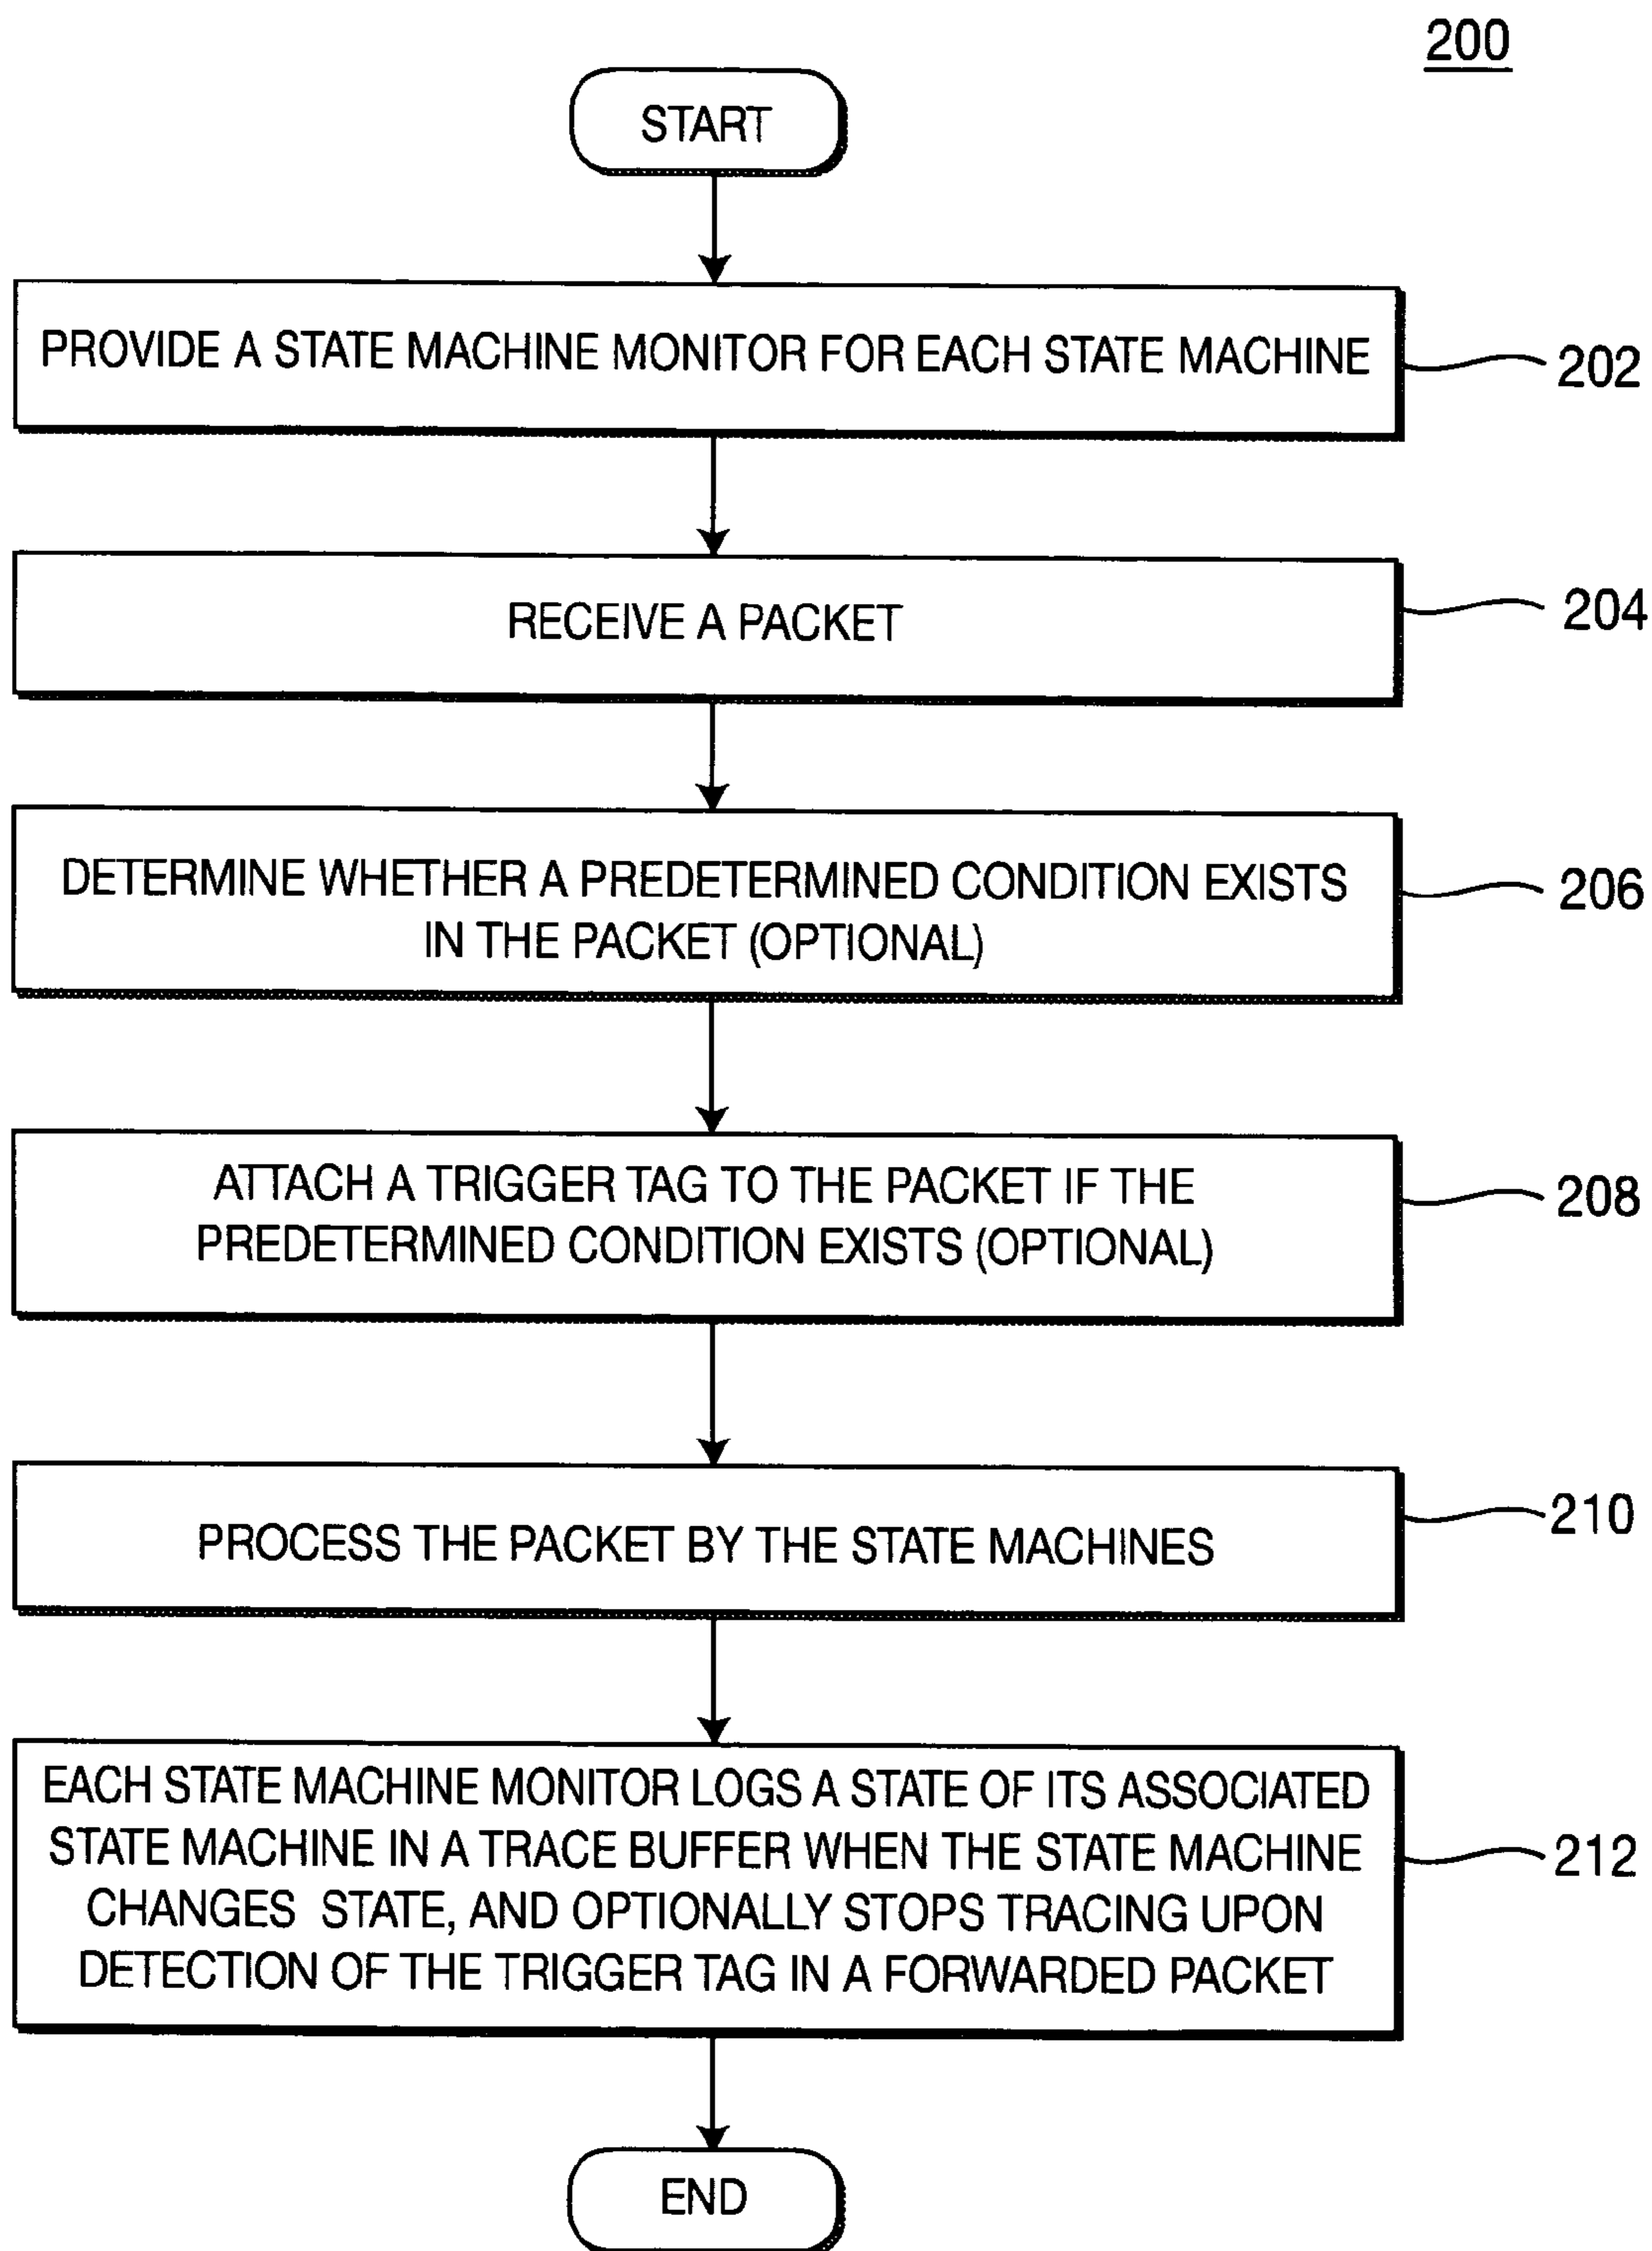 200
START
PROVIDE A STATE MACHINE MONITOR FOR EACH STATE MACHINE
202
RECEIVE A PACKET
204
DETERMINE WHETHER A PREDETERMINED CONDITION EXISTS
IN THE PACKET (OPTIONAL)
206
ATTACH A TRIGGER TAG TO THE PACKET IF THE
PREDETERMINED CONDITION EXISTS (OPTIONAL)
208
PROCESS THE PACKET BY THE STATE MACHINES
210
EACH STATE MACHINE MONITOR LOGS A STATE OF ITS ASSOCIATED
STATE MACHINE IN A TRACE BUFFER WHEN THE STATE MACHINE
CHANGES STATE, AND OPTIONALLY STOPS TRACING UPON
DETECTION OF THE TRIGGER TAG IN A FORWARDED PACKET
212
END